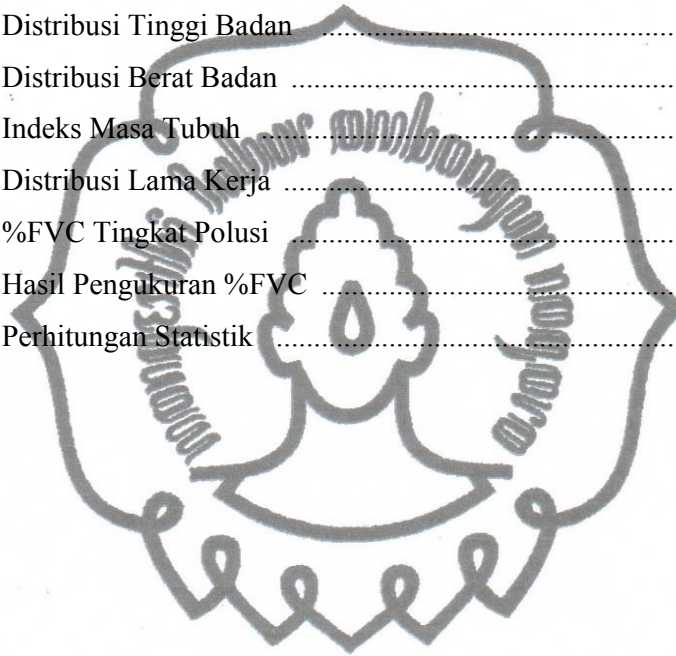 Distribusi Tinggi Badan ................................................
Distribusi Berat Badan ................................................
Indeks Masa Tubuh ................................................
Distribusi Lama Kerja ................................................
%FVC Tingkat Polusi ................................................
Hasil Pengukuran %FVC ................................................
Perhitungan Statistik ................................................